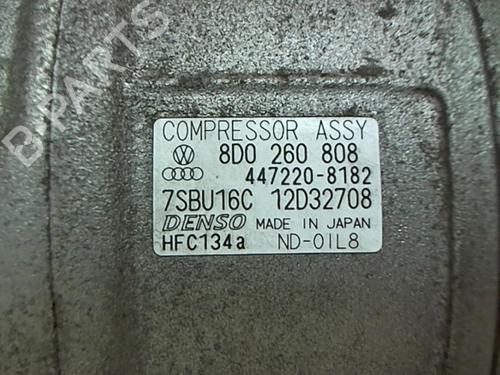 B-PARTS
COMPRESSOR ASSY
8D0 260 808
447220-8182
7SBU16C 12D32708
DENSO MADE IN JAPAN
HFC134a ND-OIL8